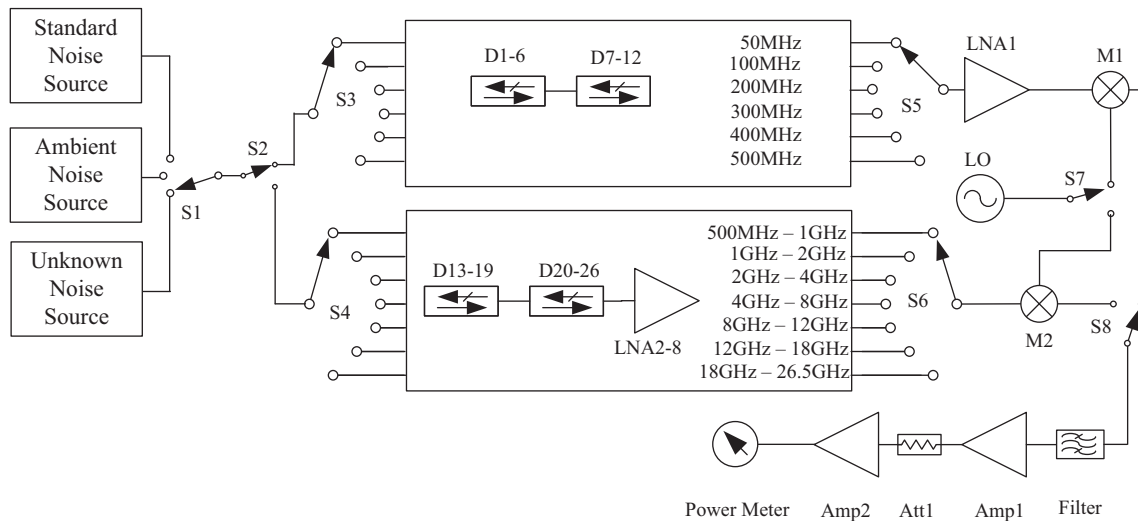 Standard
Noise
Source
Ambient
Noise
Source
Unknown
Noise
Source
S1
S2
S3
D1-6
D7-12
50MHz
100MHz
200MHz
300MHz
400MHz
500MHz
S5
LNA1
M1
LO
S7
S4
D13-19
D20-26
LNA2-8
500MHz – 1GHz
1GHz – 2GHz
2GHz – 4GHz
4GHz – 8GHz
8GHz – 12GHz
12GHz – 18GHz
18GHz – 26.5GHz
S6
M2
S8
Power Meter
Amp2
Att1
Amp1
Filter